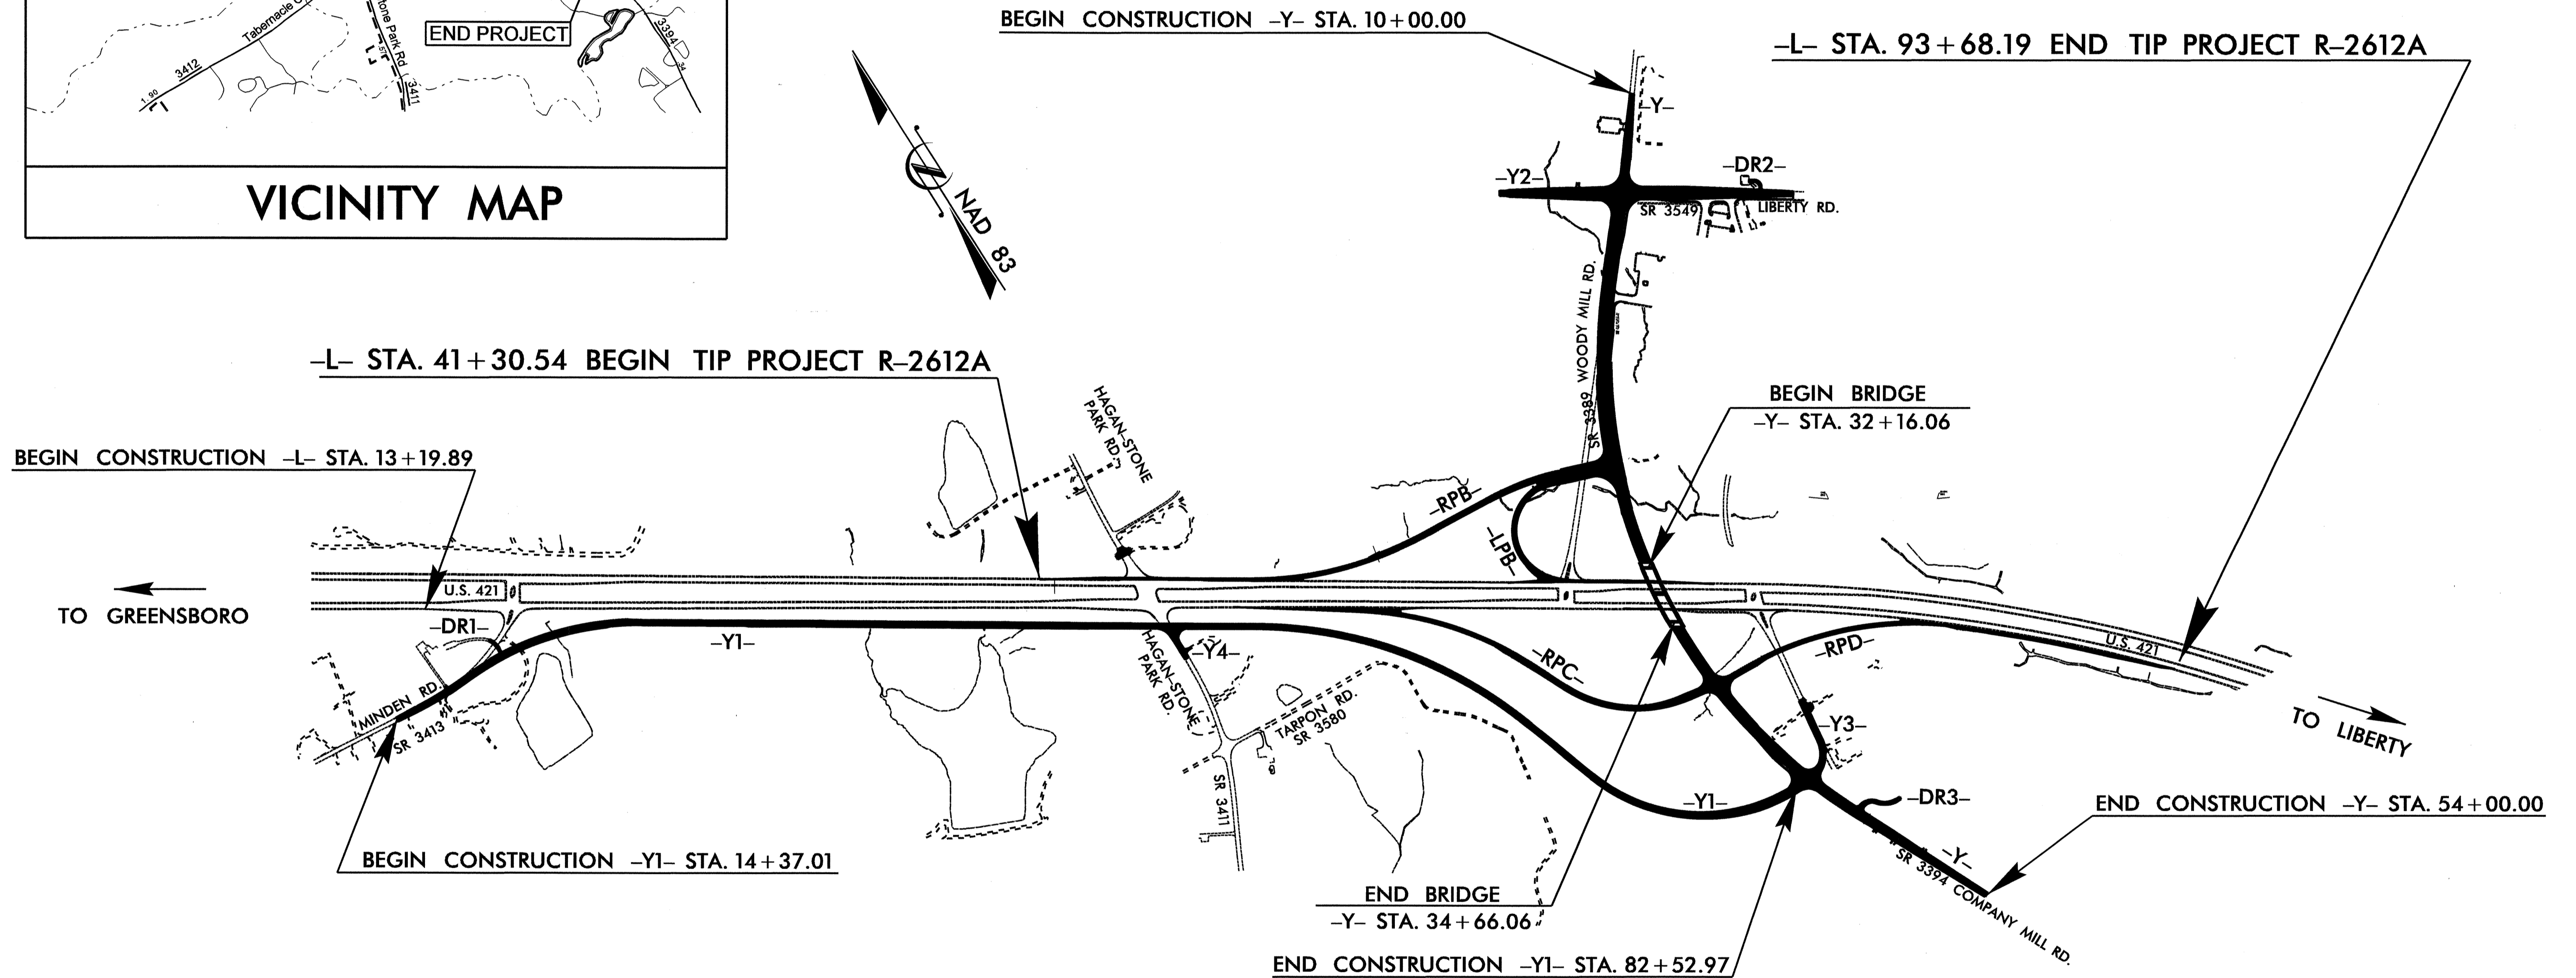 Tabernacle
3412
1.90
tone Park Rd
.57
3411
END PROJECT
3394
VICINITY MAP
NAD 83
BEGIN CONSTRUCTION –Y– STA. 10+00.00
–L– STA. 93+68.19 END TIP PROJECT R–2612A
–Y–
–Y2–
–DR2–
SR 3549
LIBERTY RD.
SR 3389 WOODY MILL RD.
–L– STA. 41+30.54 BEGIN TIP PROJECT R–2612A
HAGAN–STONE
PARK RD.
BEGIN BRIDGE
–Y– STA. 32+16.06
BEGIN CONSTRUCTION –L– STA. 13+19.89
–RPB–
–LPB–
U.S. 421
TO GREENSBORO
–DR1–
–Y1–
HAGAN–STONE
PARK RD.
–Y4–
–RPC–
–RPD–
U.S. 421
TO LIBERTY
MINDEN RD.
SR 3413
TARPON RD.
SR 3580
SR 3411
–Y3–
–Y1–
–DR3–
END CONSTRUCTION –Y– STA. 54+00.00
–Y–
SR 3394 COMPANY MILL RD.
BEGIN CONSTRUCTION –Y1– STA. 14+37.01
END BRIDGE
–Y– STA. 34+66.06
END CONSTRUCTION –Y1– STA. 82+52.97